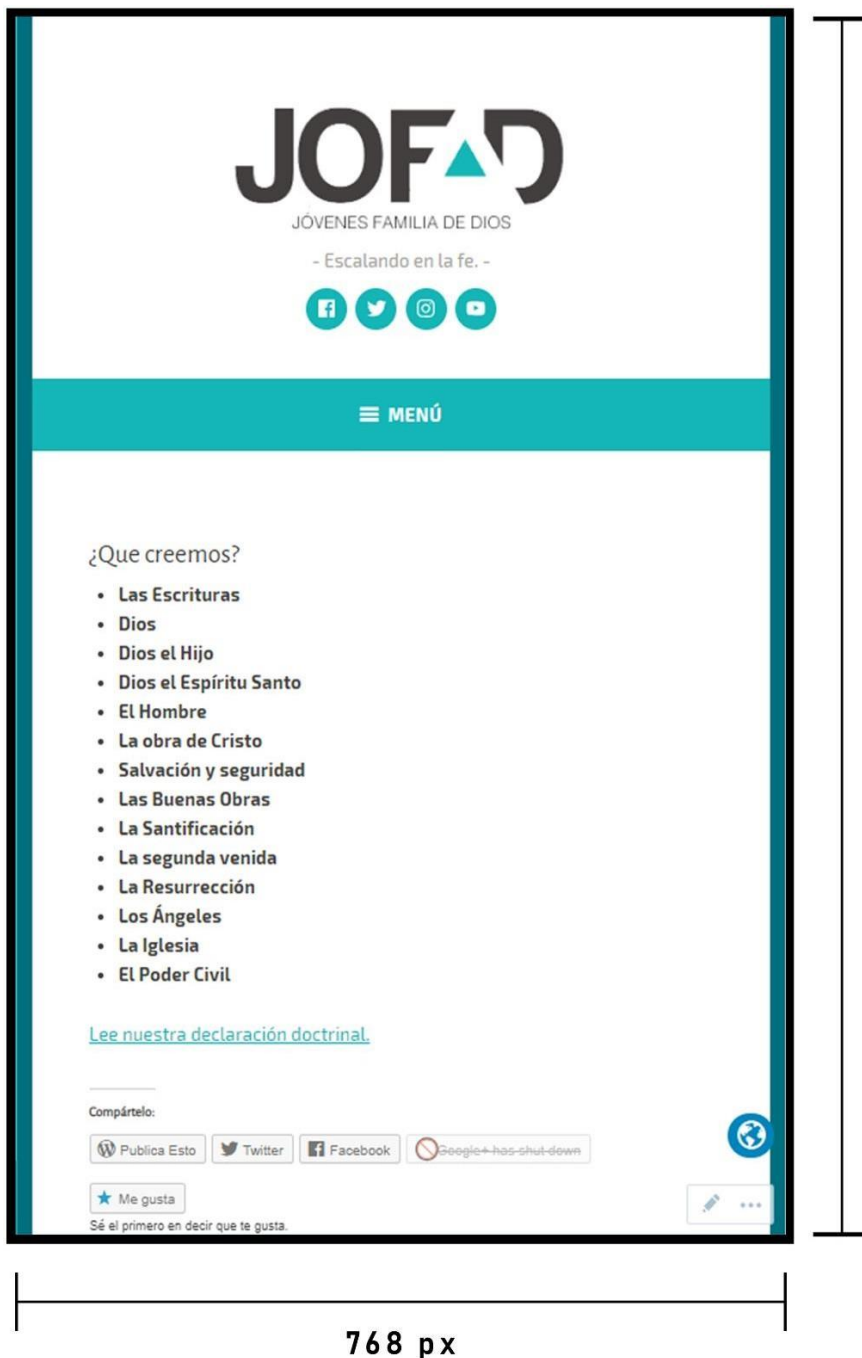 JOFAD
JÓVENES FAMILIA DE DIOS
- Escalando en la fe. -
MENÚ
¿Que creemos?
• Las Escrituras
• Dios
• Dios el Hijo
• Dios el Espíritu Santo
• El Hombre
• La obra de Cristo
• Salvación y seguridad
• Las Buenas Obras
• La Santificación
• La segunda venida
• La Resurrección
• Los Ángeles
• La Iglesia
• El Poder Civil
Lee nuestra declaración doctrinal.
Compártelo:
Publica Esto Twitter Facebook Google+ has shut down
Me gusta
Sé el primero en decir que te gusta.
768 px